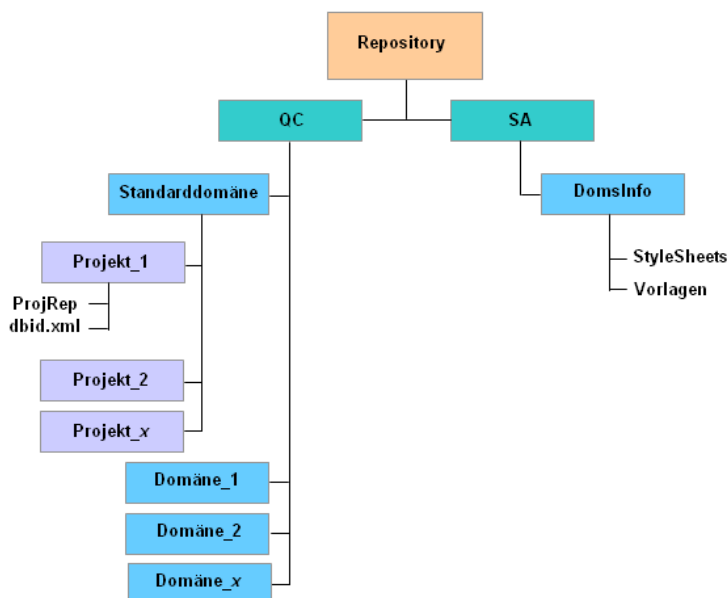 Repository
QC
SA
Standarddomäne
DomsInfo
Projekt_1
StyleSheets
Vorlagen
ProjRep
dbid.xml
Projekt_2
Projekt_x
Domäne_1
Domäne_2
Domäne_x